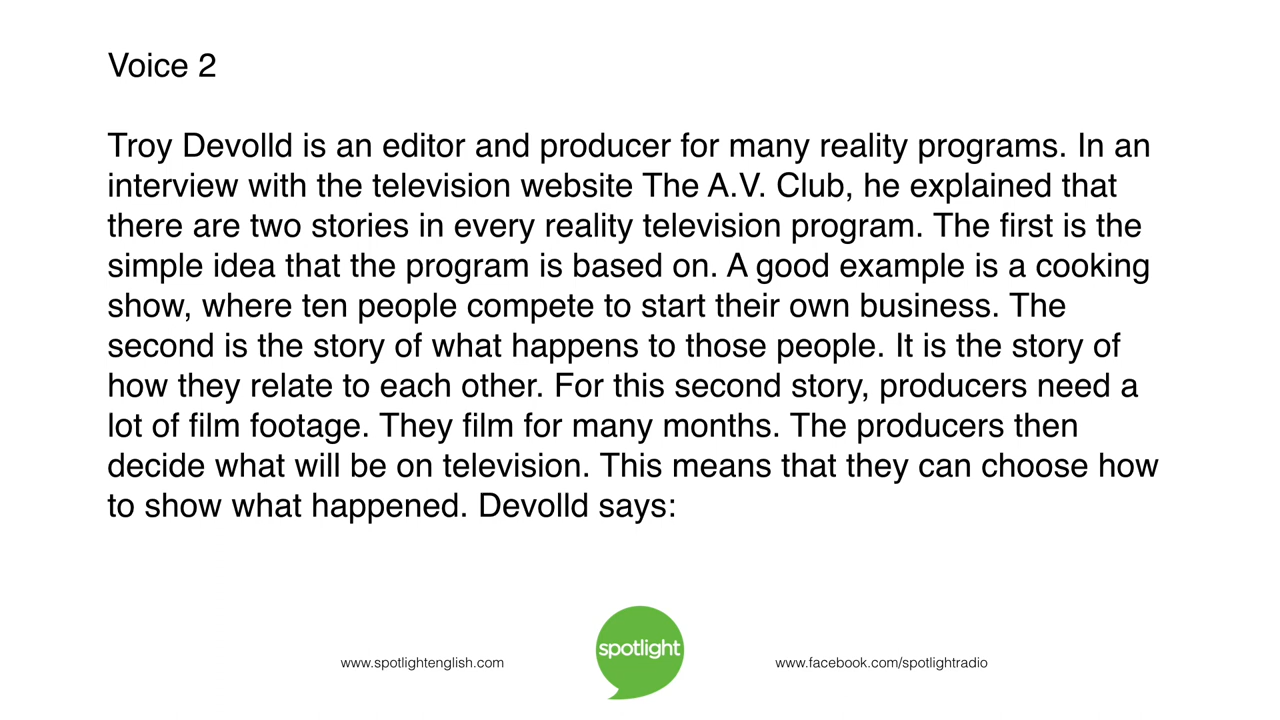 Voice 2
Troy Devolld is an editor and producer for many reality programs. In an
interview with the television website The A.V. Club, he explained that
there are two stories in every reality television program. The first is the
simple idea that the program is based on. A good example is a cooking
show, where ten people compete to start their own business. The
second is the story of what happens to those people. It is the story of
how they relate to each other. For this second story, producers need a
lot of film footage. They film for many months. The producers then
decide what will be on television. This means that they can choose how
to show what happened. Devolld says:
www.spotlightenglish.com
spotlight
www.facebook.com/spotlightradio